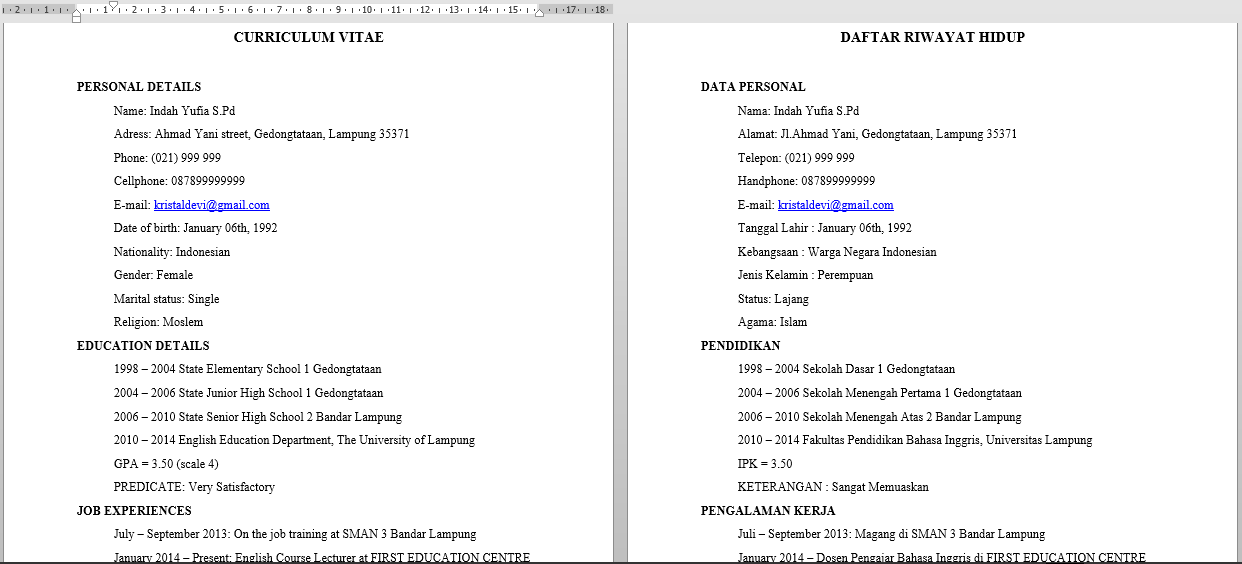 2 1 1 2 3 4 5 6 7 8 9 10 11 12 13 14 15 17 18
CURRICULUM VITAE
PERSONAL DETAILS
Name: Indah Yufia S.Pd
Adress: Ahmad Yani street, Gedongtataan, Lampung 35371
Phone: (021) 999 999
Cellphone: 087899999999
E-mail: kristaldevi@gmail.com
Date of birth: January 06th, 1992
Nationality: Indonesian
Gender: Female
Marital status: Single
Religion: Moslem
EDUCATION DETAILS
1998 – 2004 State Elementary School 1 Gedongtataan
2004 – 2006 State Junior High School 1 Gedongtataan
2006 – 2010 State Senior High School 2 Bandar Lampung
2010 – 2014 English Education Department, The University of Lampung
GPA = 3.50 (scale 4)
PREDICATE: Very Satisfactory
JOB EXPERIENCES
July – September 2013: On the job training at SMAN 3 Bandar Lampung
January 2014 – Present: English Course Lecturer at FIRST EDUCATION CENTRE
DAFTAR RIWAYAT HIDUP
DATA PERSONAL
Nama: Indah Yufia S.Pd
Alamat: Jl.Ahmad Yani, Gedongtataan, Lampung 35371
Telepon: (021) 999 999
Handphone: 087899999999
E-mail: kristaldevi@gmail.com
Tanggal Lahir : January 06th, 1992
Kebangsaan : Warga Negara Indonesian
Jenis Kelamin : Perempuan
Status: Lajang
Agama: Islam
PENDIDIKAN
1998 – 2004 Sekolah Dasar 1 Gedongtataan
2004 – 2006 Sekolah Menengah Pertama 1 Gedongtataan
2006 – 2010 Sekolah Menengah Atas 2 Bandar Lampung
2010 – 2014 Fakultas Pendidikan Bahasa Inggris, Universitas Lampung
IPK = 3.50
KETERANGAN : Sangat Memuaskan
PENGALAMAN KERJA
Juli – September 2013: Magang di SMAN 3 Bandar Lampung
January 2014 – Dosen Pengajar Bahasa Inggris di FIRST EDUCATION CENTRE